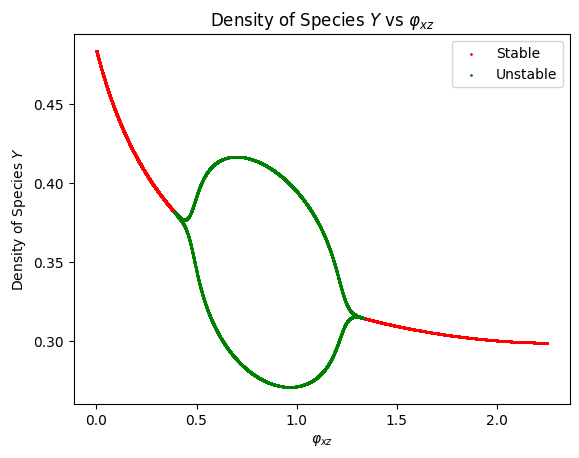 Density of Species Y vs φxz
Stable
Unstable
Density of Species Y
0.45
0.40
0.35
0.30
0.0
0.5
1.0
1.5
2.0
φxz